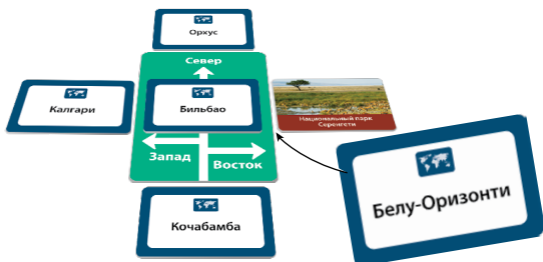 Орхус
Север
Калгари
Бильбао
Национальный парк
Серенгети
Запад
Восток
Белу-Оризонти
Кочабамба